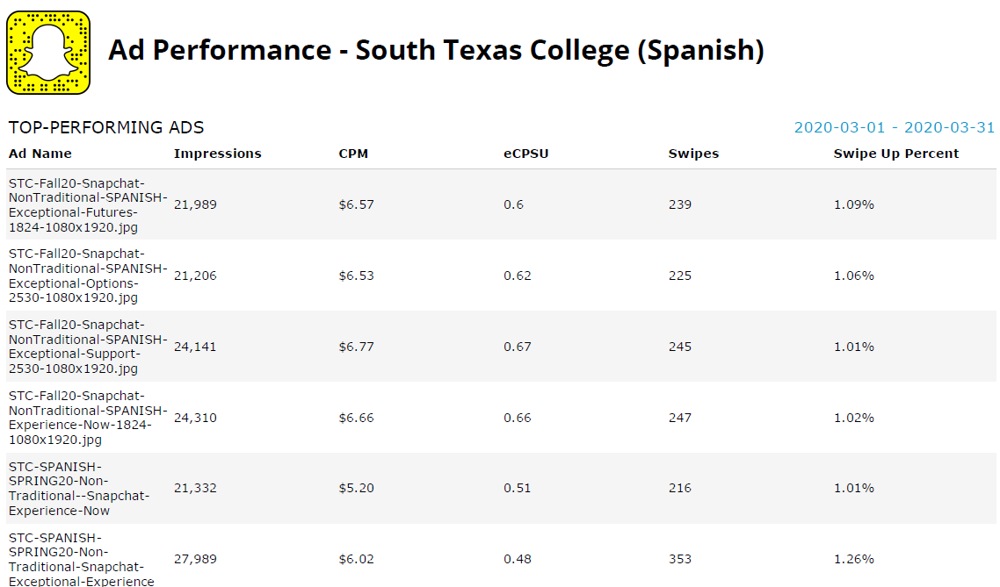 Ad Performance - South Texas College (Spanish)
TOP-PERFORMING ADS 2020-03-01 - 2020-03-31
Ad Name Impressions CPM eCPSU Swipes Swipe Up Percent
STC-Fall20-Snapchat-
NonTraditional-SPANISH-
Exceptional-Futures-
1824-1080x1920.jpg
21,989 $6.57 0.6 239 1.09%
STC-Fall20-Snapchat-
NonTraditional-SPANISH-
Exceptional-Options-
2530-1080x1920.jpg
21,206 $6.53 0.62 225 1.06%
STC-Fall20-Snapchat-
NonTraditional-SPANISH-
Exceptional-Support-
2530-1080x1920.jpg
24,141 $6.77 0.67 245 1.01%
STC-Fall20-Snapchat-
NonTraditional-SPANISH-
Experience-Now-1824-
1080x1920.jpg
24,310 $6.66 0.66 247 1.02%
STC-SPANISH-
SPRING20-Non-
Traditional--Snapchat-
Experience-Now
21,332 $5.20 0.51 216 1.01%
STC-SPANISH-
SPRING20-Non-
Traditional-Snapchat-
Exceptional-Experience
27,989 $6.02 0.48 353 1.26%